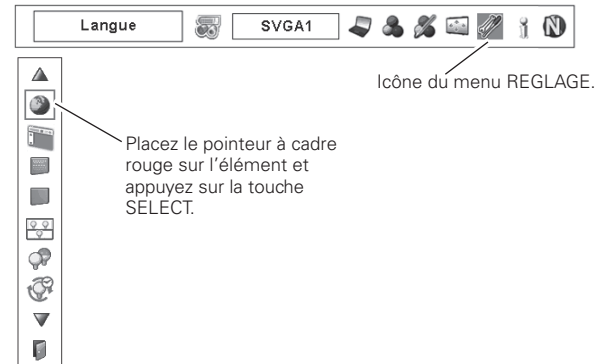 Langue
SVGA1
Icône du menu REGLAGE.
Placez le pointeur à cadre
rouge sur l'élément et
appuyez sur la touche
SELECT.